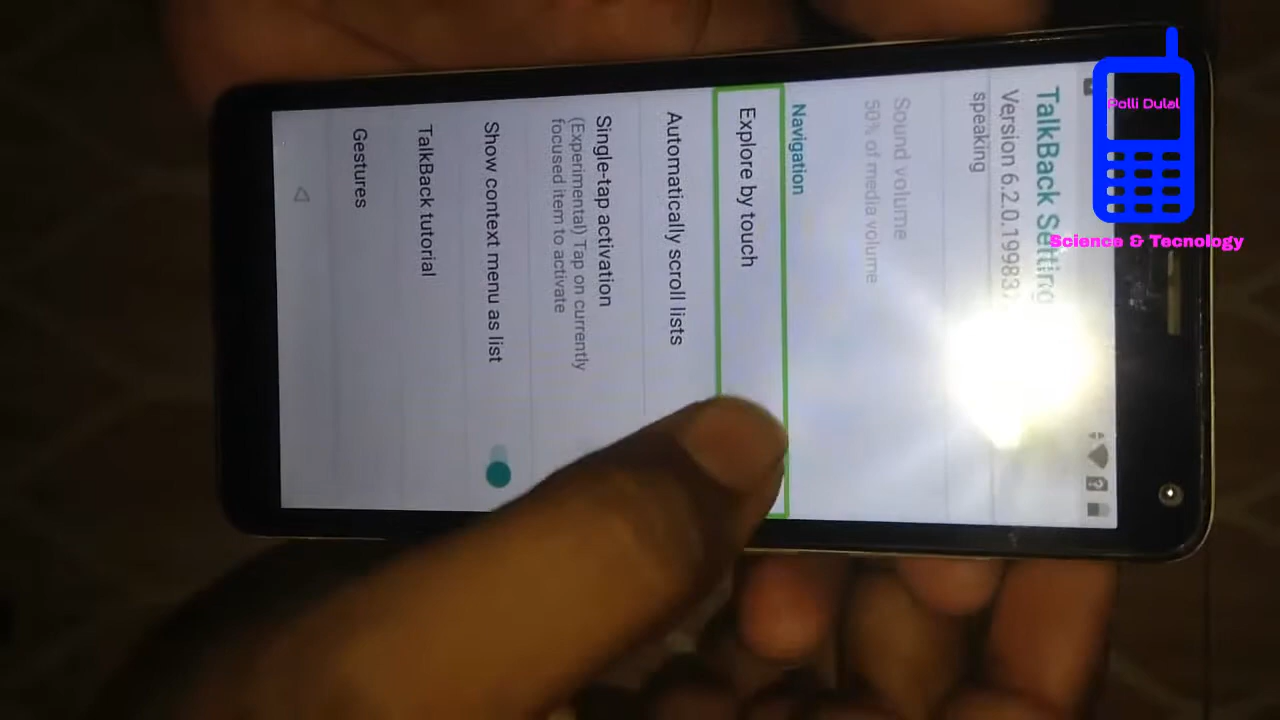 TalkBack Setting
Version 6.2.0.19983
speaking
Sound volume
50% of media volume
Navigation
Explore by touch
Automatically scroll lists
Single-tap activation
(Experimental) Tap on currently
focused item to activate
Show context menu as list
TalkBack tutorial
Gestures
Polli Dulal
Science & Tecnology